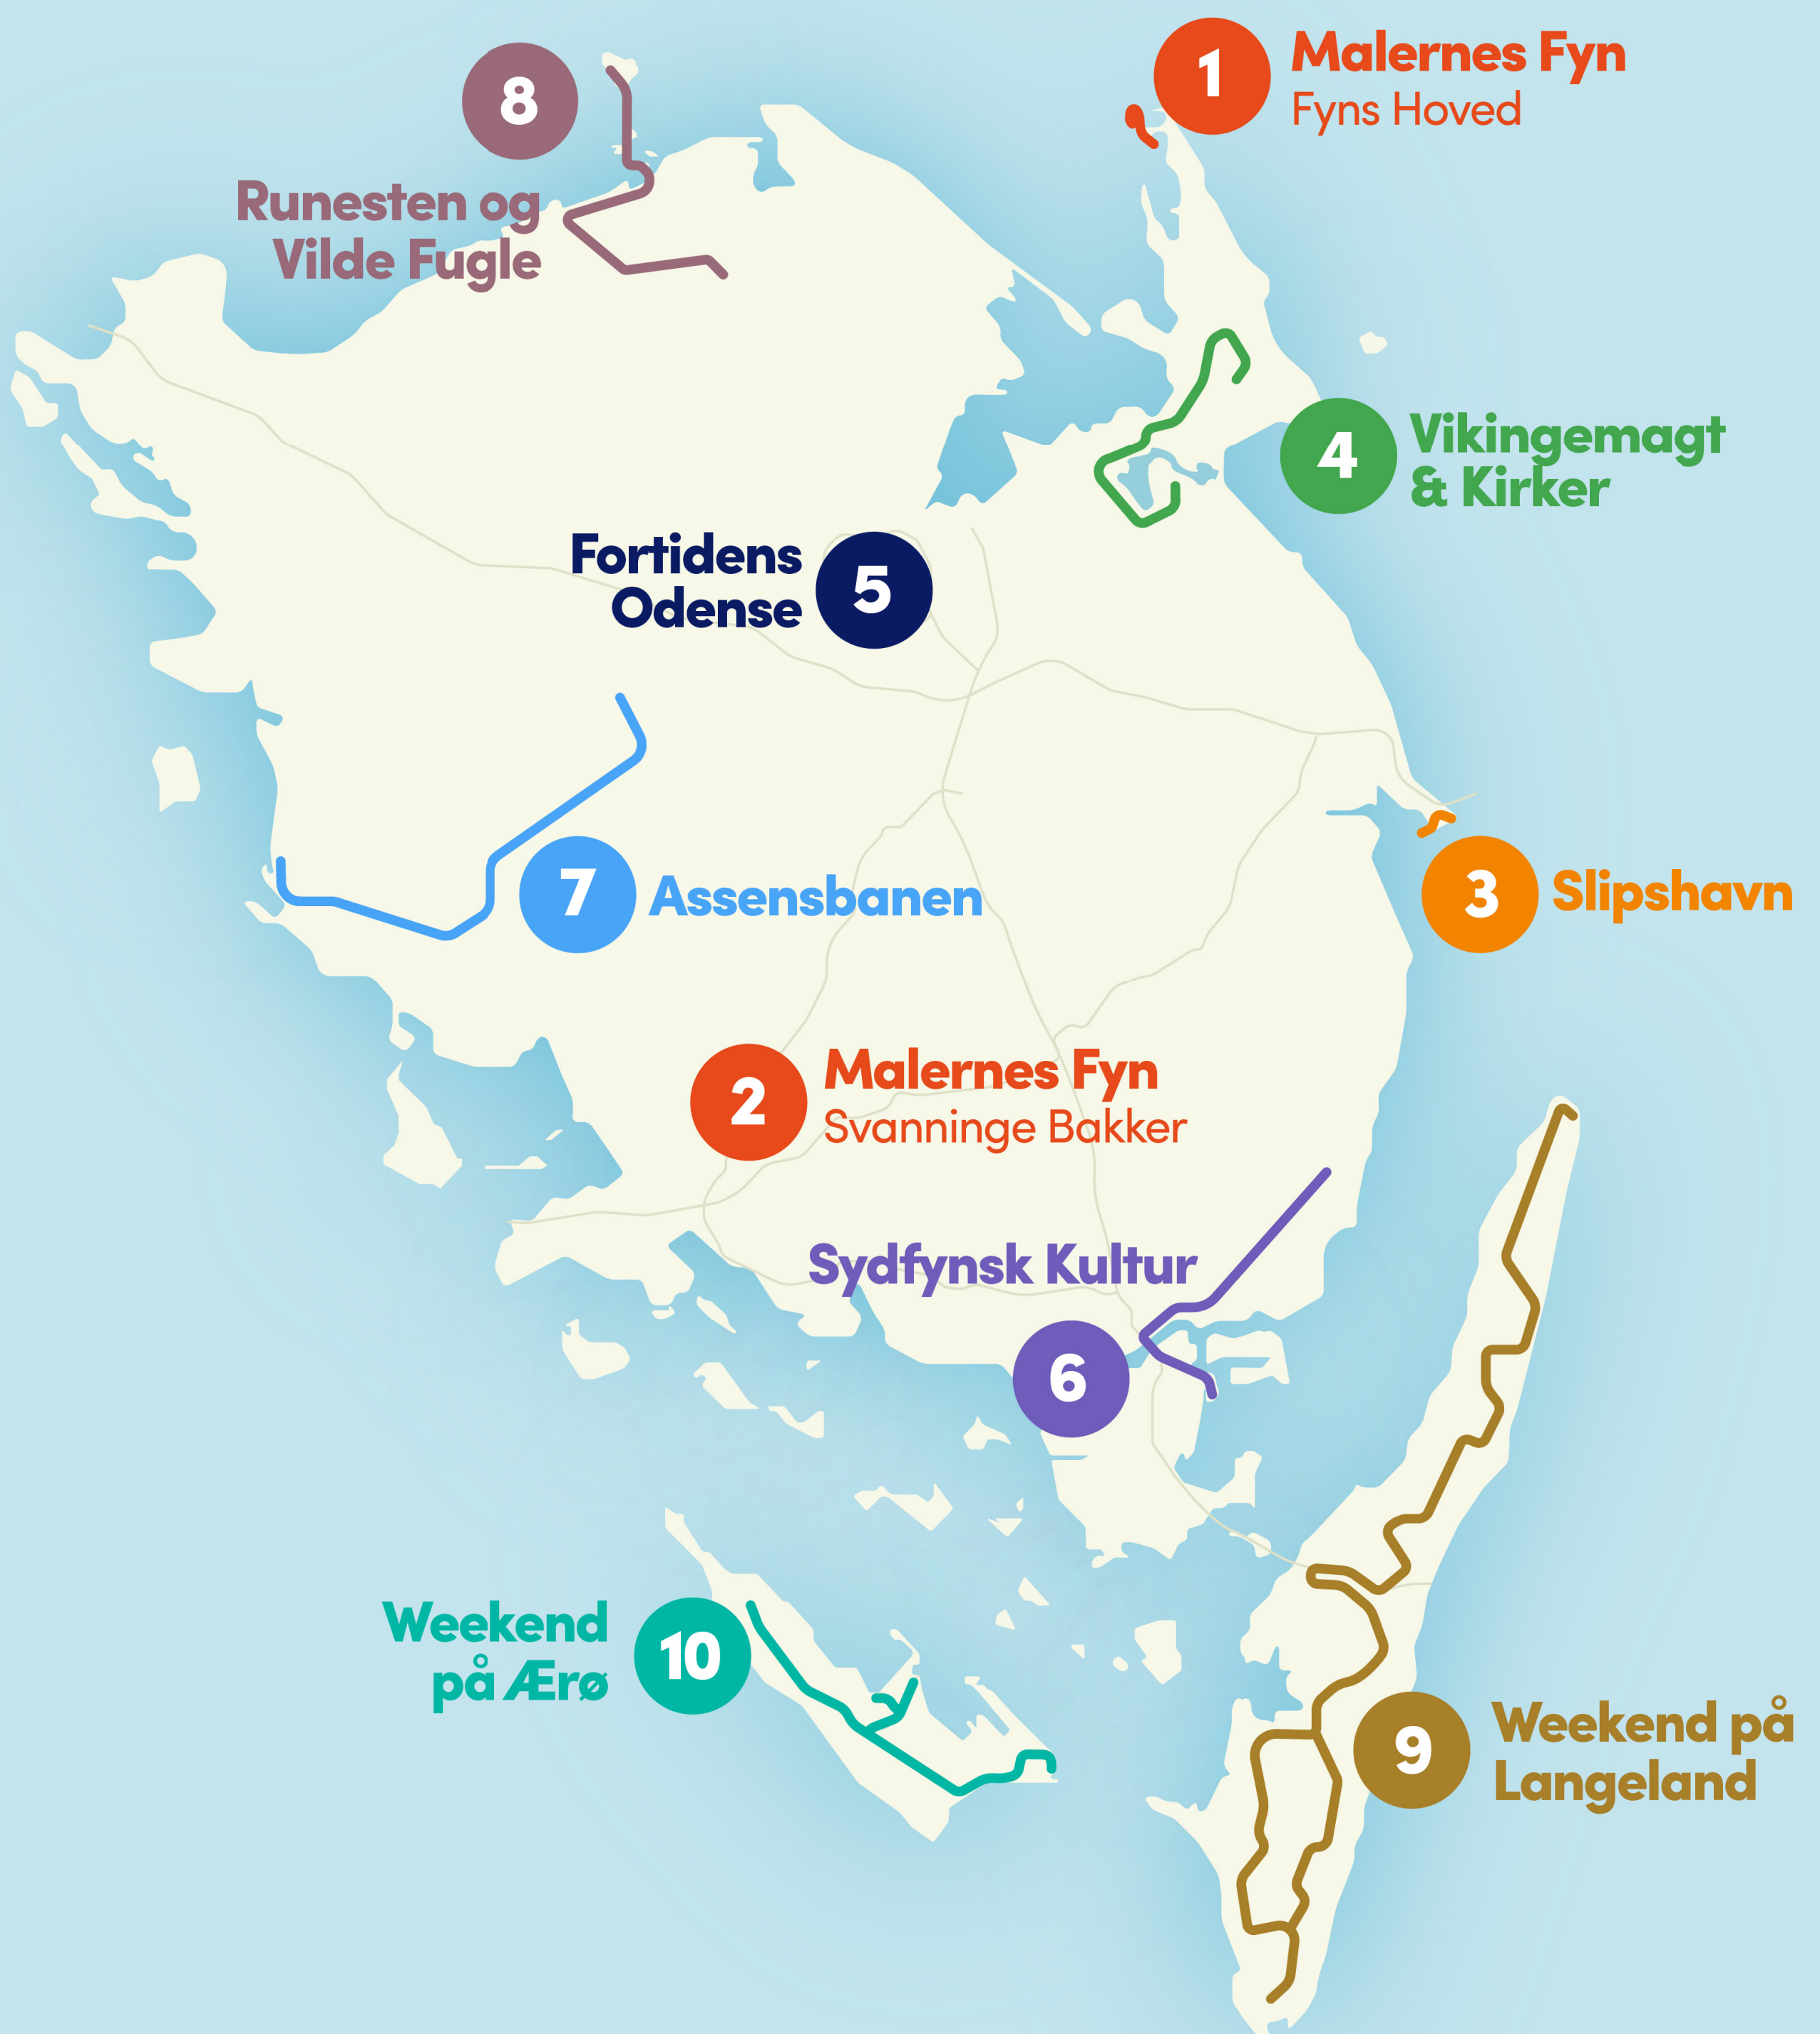 1
Malernes Fyn
Fyns Hoved
8
Runesten og
Vilde Fugle
4
Vikingemagt
& Kirker
5
Fortidens
Odense
7
Assensbanen
3
Slipshavn
2
Malernes Fyn
Svanninge Bakker
Sydfynsk Kultur
6
10
Weekend
på Ærø
9
Weekend på
Langeland